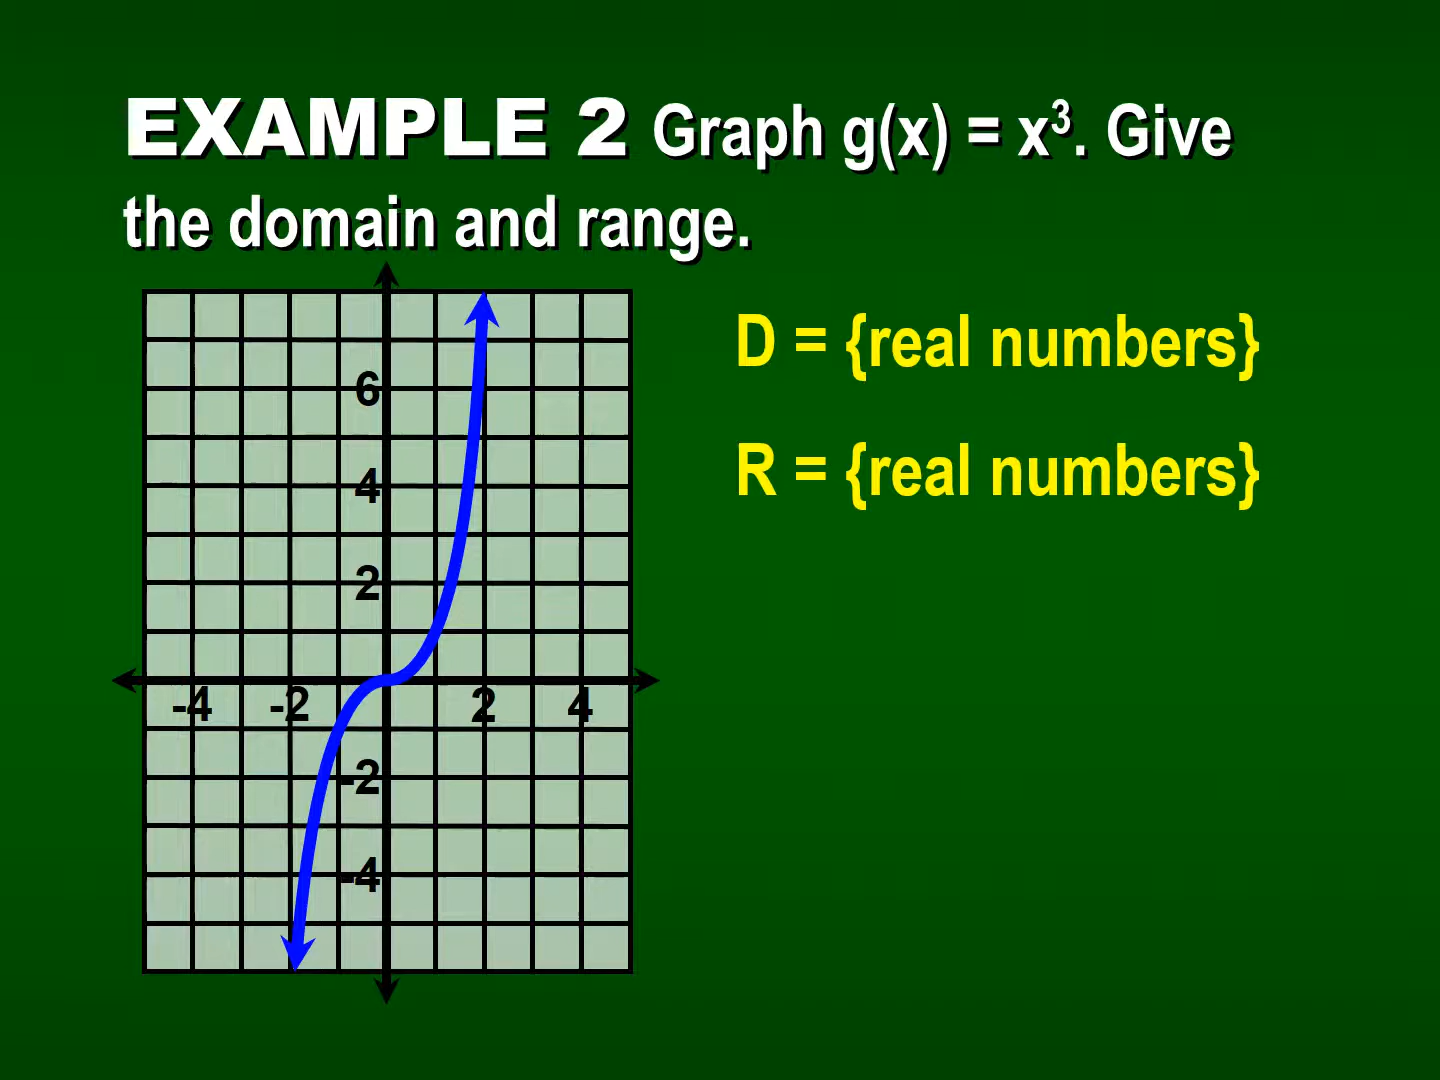 EXAMPLE 2 Graph g(x) = x³. Give
the domain and range.
D = {real numbers}
R = {real numbers}
6
4
2
-4 -2 2 4
-2
-4